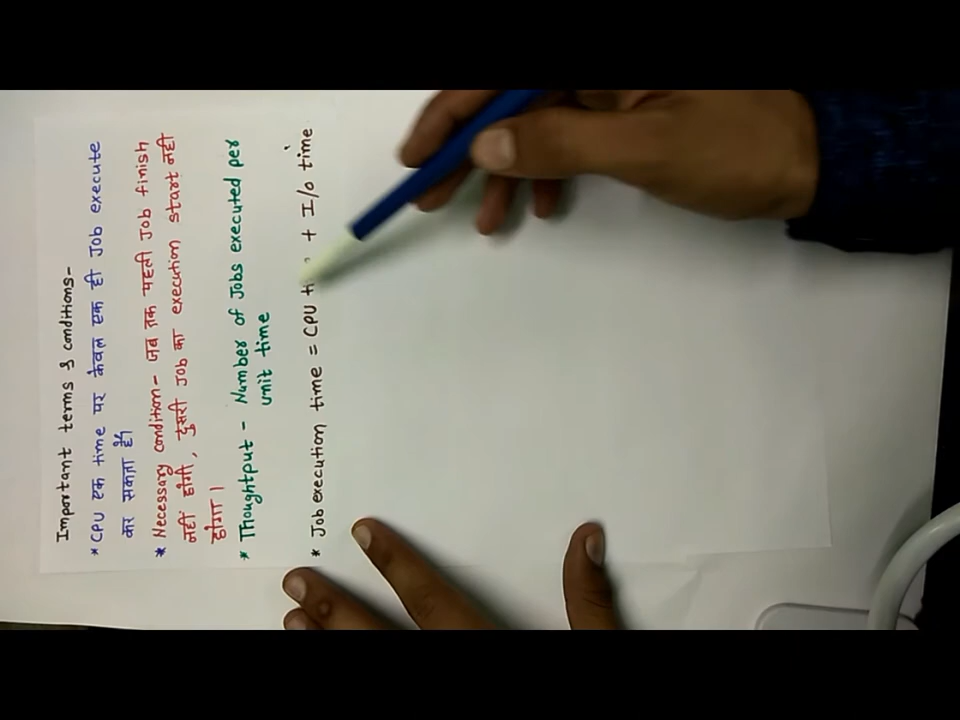 Important terms & conditions-
* CPU एक time पर केवल एक ही Job execute
कर सकता है।
* Necessary condition - जब तक पहली Job finish
नहीं होगी, दुसरी Job का execution start नही
होगा।
* Thoughtput - Number of Jobs executed per
unit time
* Job execution time = CPU + I/o time